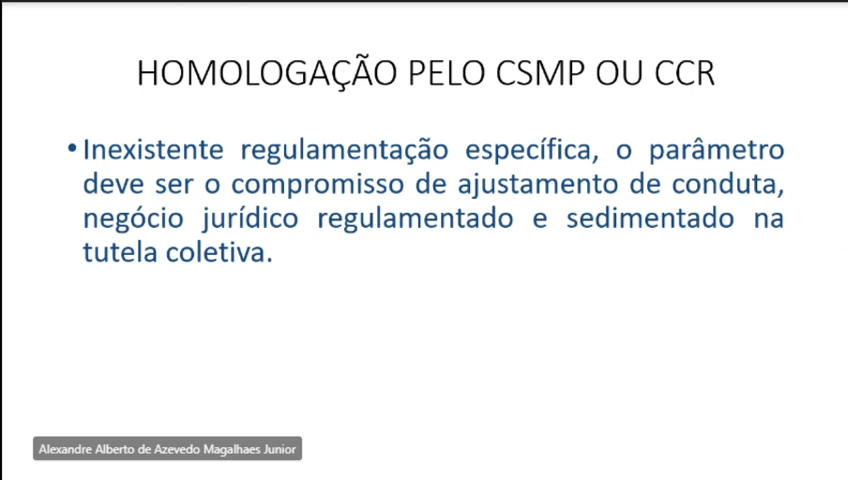 HOMOLOGAÇÃO PELO CSMP OU CCR
• Inexistente regulamentação específica, o parâmetro
deve ser o compromisso de ajustamento de conduta,
negócio jurídico regulamentado e sedimentado na
tutela coletiva.
Alexandre Alberto de Azevedo Magalhaes Junior